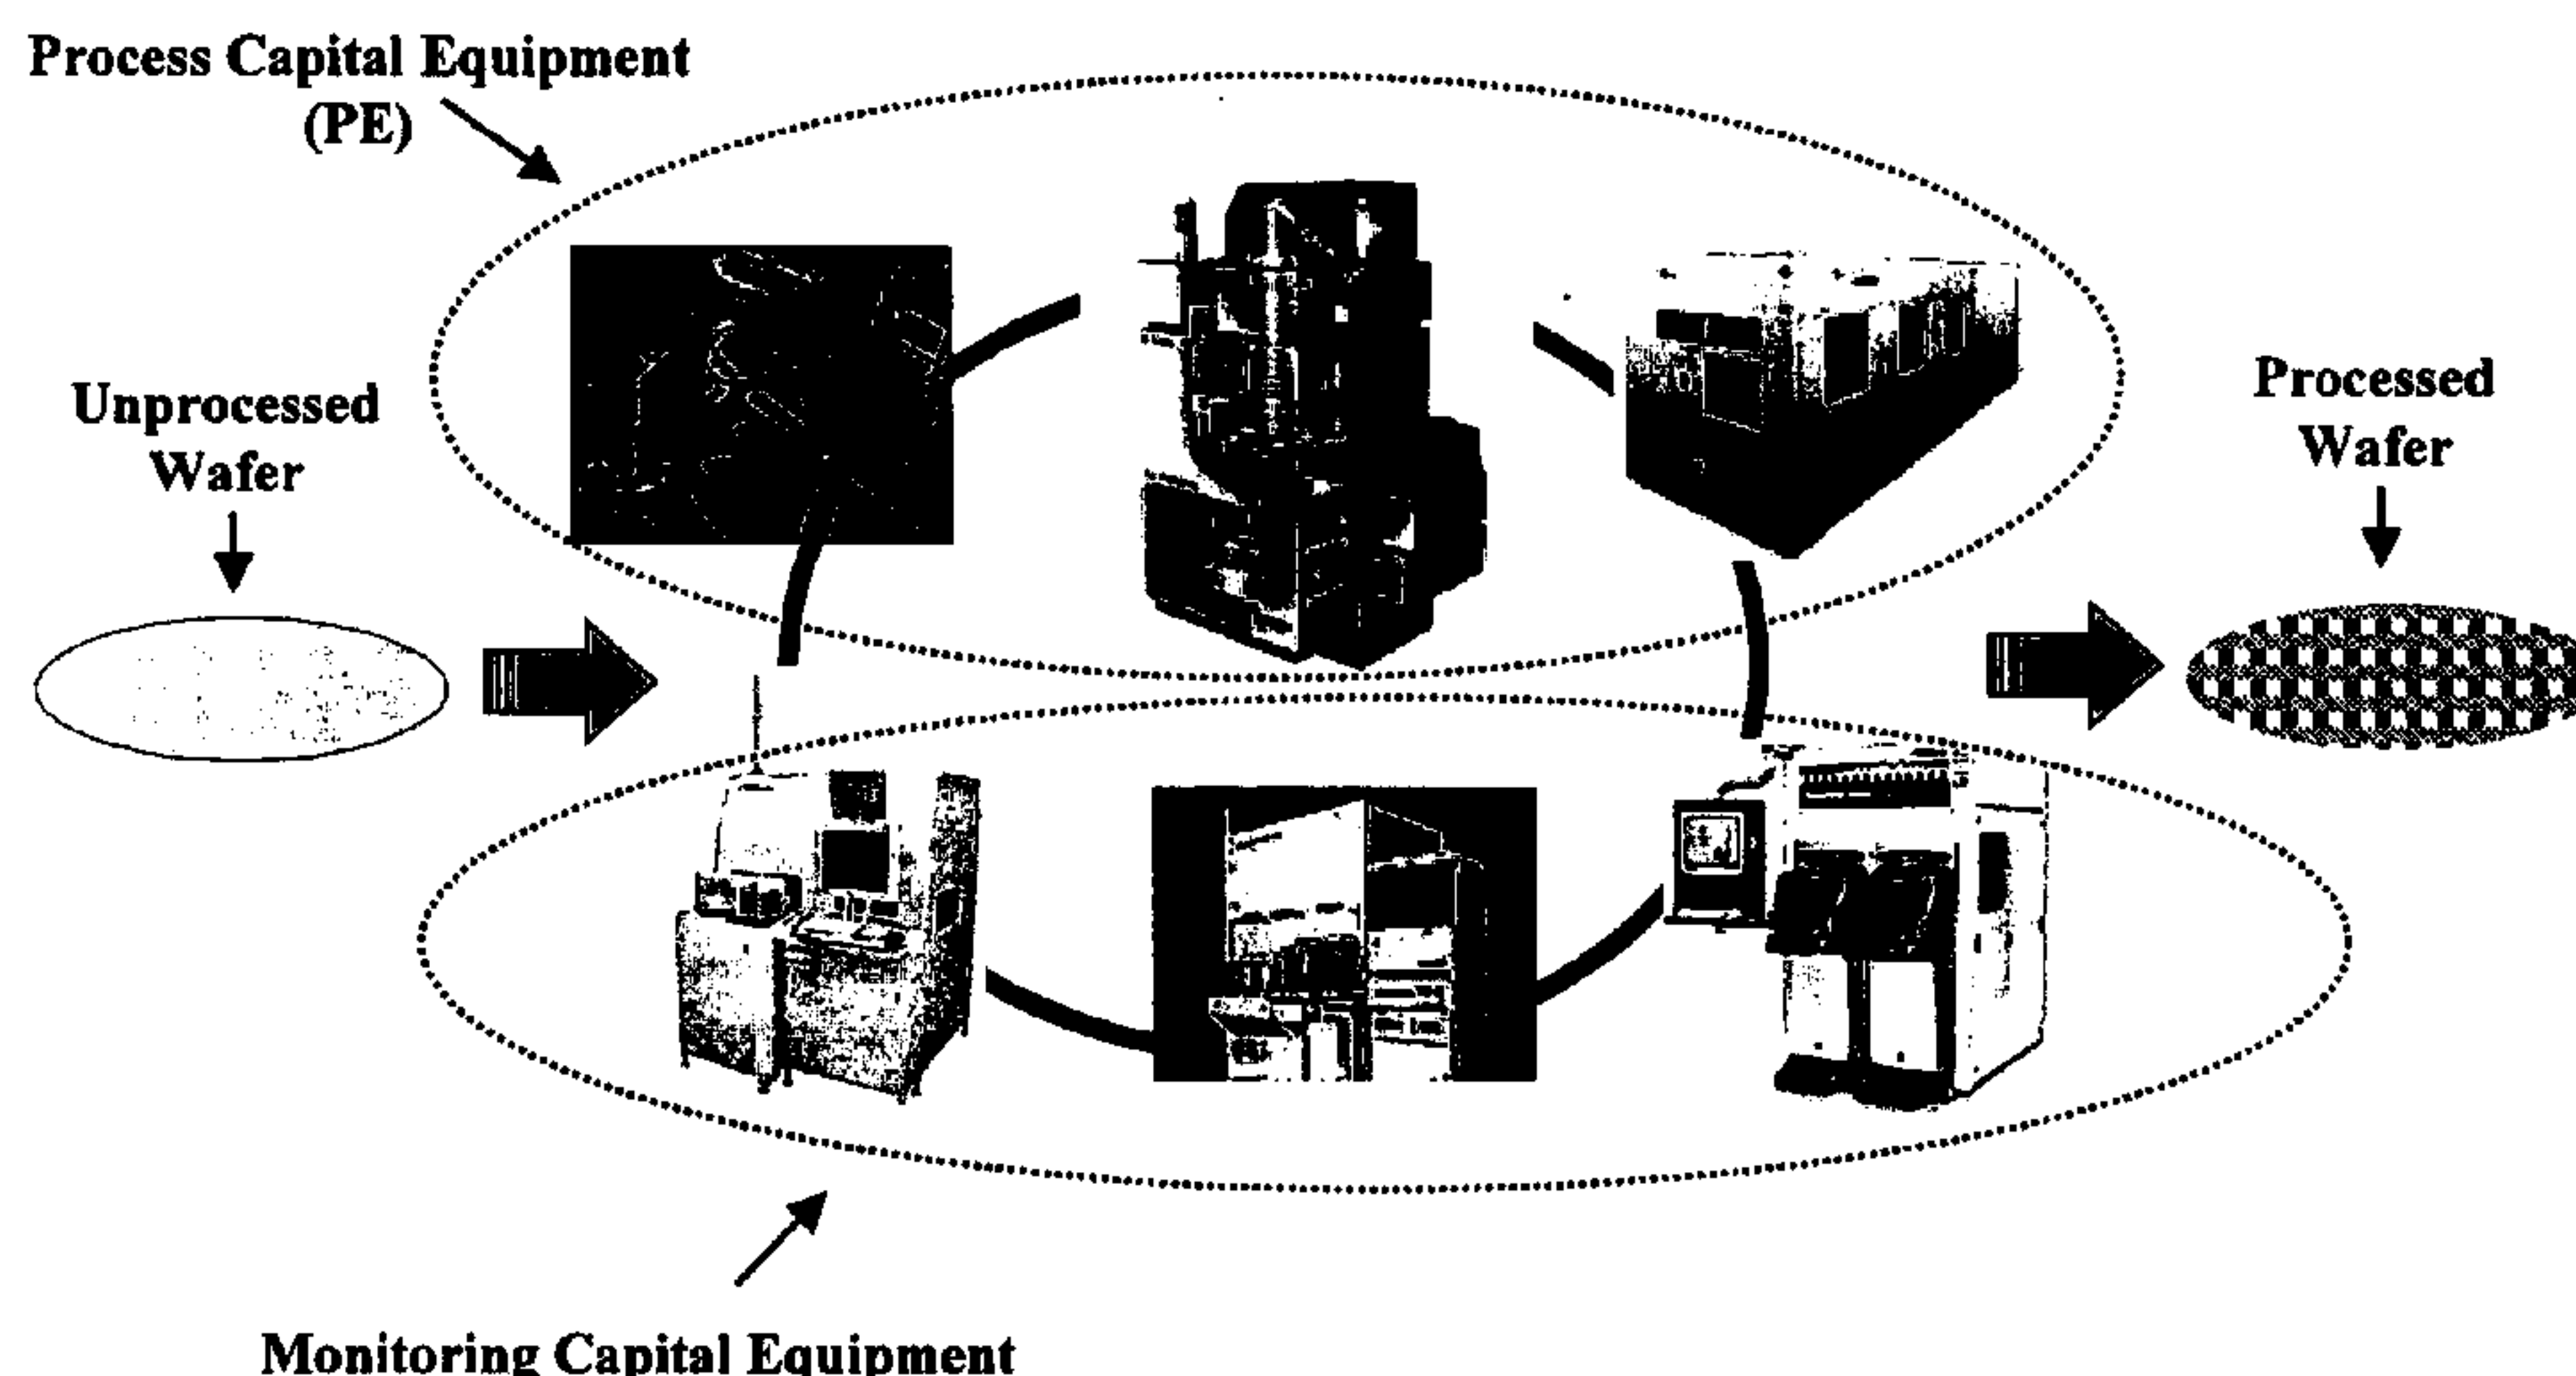 Process Capital Equipment
(PE)
Unprocessed
Wafer
Processed
Wafer
Monitoring Capital Equipment